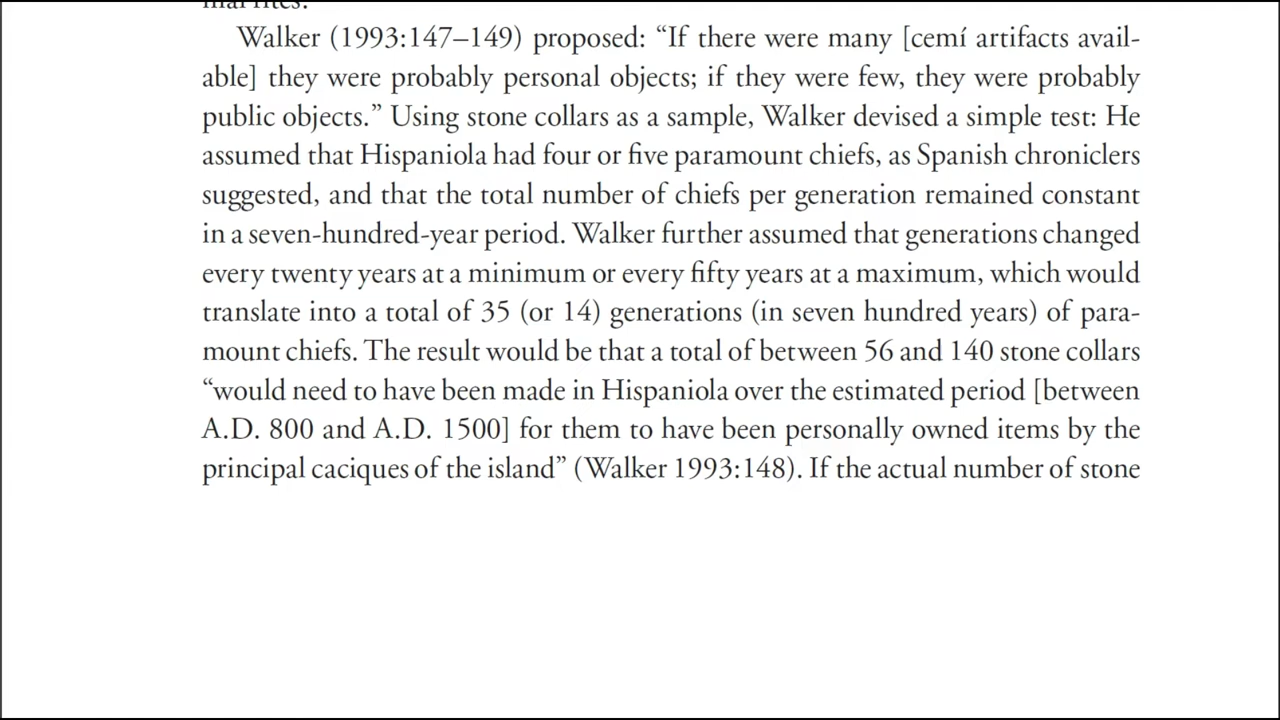 Walker (1993:147–149) proposed: “If there were many [cemí artifacts avail-
able] they were probably personal objects; if they were few, they were probably
public objects.” Using stone collars as a sample, Walker devised a simple test: He
assumed that Hispaniola had four or five paramount chiefs, as Spanish chroniclers
suggested, and that the total number of chiefs per generation remained constant
in a seven-hundred-year period. Walker further assumed that generations changed
every twenty years at a minimum or every fifty years at a maximum, which would
translate into a total of 35 (or 14) generations (in seven hundred years) of para-
mount chiefs. The result would be that a total of between 56 and 140 stone collars
“would need to have been made in Hispaniola over the estimated period [between
A.D. 800 and A.D. 1500] for them to have been personally owned items by the
principal caciques of the island” (Walker 1993:148). If the actual number of stone